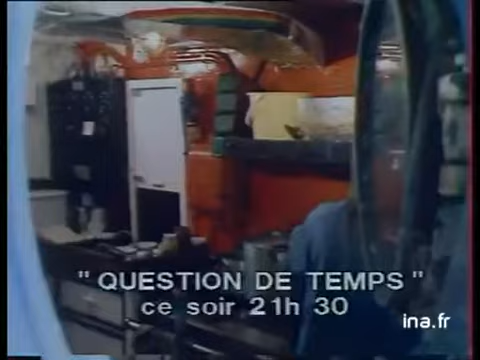 " QUESTION DE TEMPS "
ce soir 21h 30
ina.fr